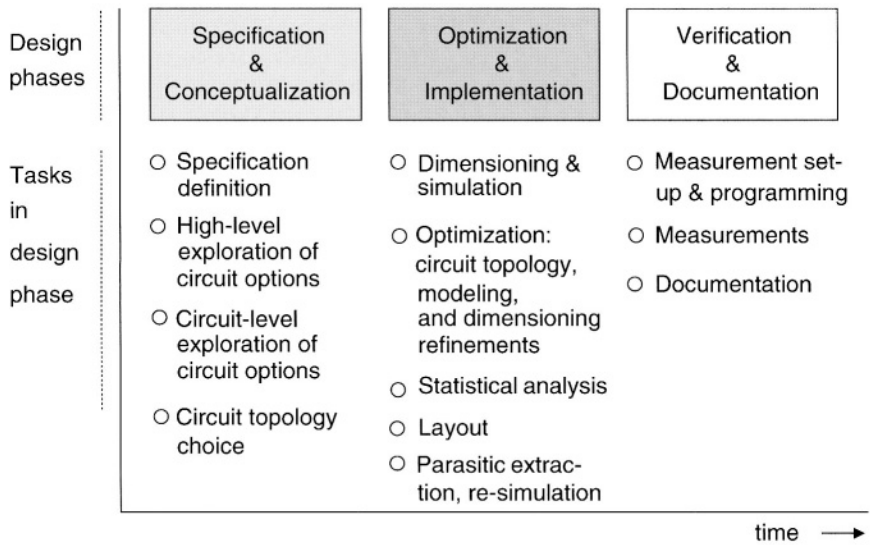 Design
phases
Specification
&
Conceptualization
Optimization
&
Implementation
Verification
&
Documentation
Tasks
in
design
phase
○ Specification
definition
○ High-level
exploration of
circuit options
○ Circuit-level
exploration of
circuit options
○ Circuit topology
choice
○ Dimensioning &
simulation
○ Optimization:
circuit topology,
modeling,
and dimensioning
refinements
○ Statistical analysis
○ Layout
○ Parasitic extrac-
tion, re-simulation
○ Measurement set-
up & programming
○ Measurements
○ Documentation
time →